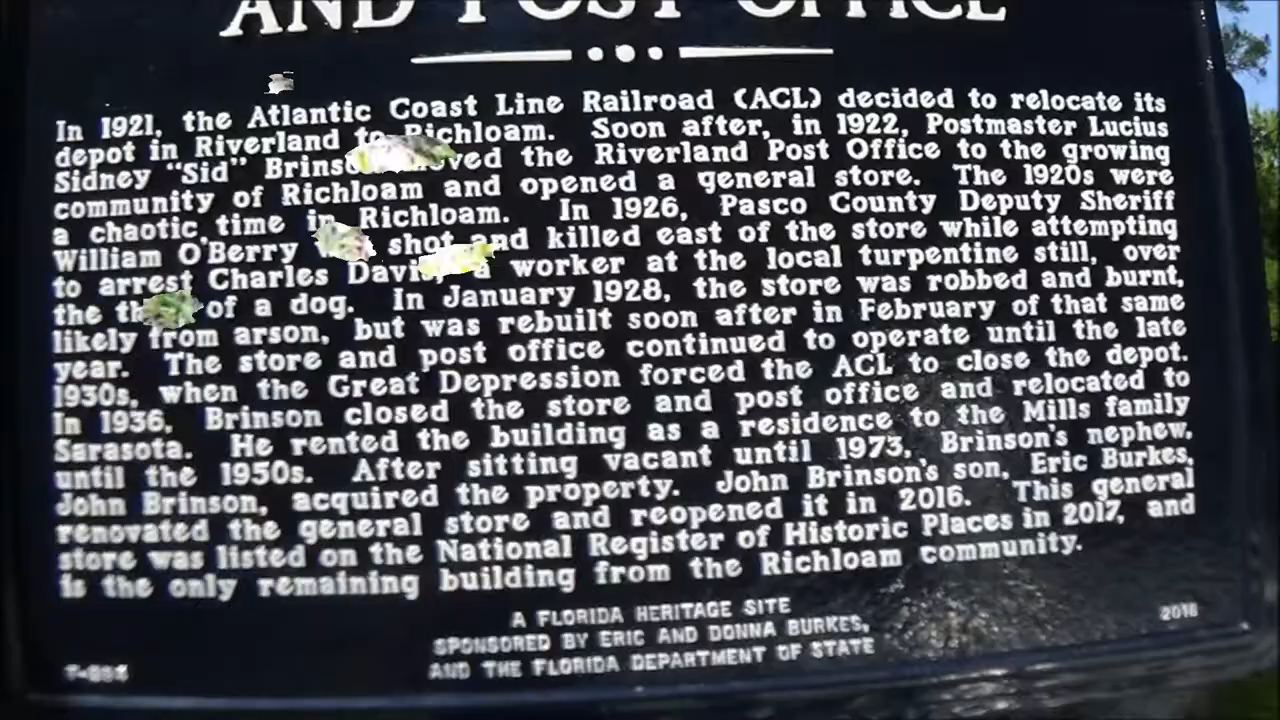 AND POST OFFICE
In 1921, the Atlantic Coast Line Railroad (ACL) decided to relocate its
depot in Riverland to Richloam. Soon after, in 1922, Postmaster Lucius
Sidney "Sid" the Riverland Post Office to the growing
community of Richloam and opened a general store. The 1920s were
a chaotic time in Richloam. In 1926, Pasco County Deputy Sheriff
William O'Berry shot and killed east of the store while attempting
to arrest Charles Davis, a worker at the local turpentine still, over
the of a dog. In January 1928, the store was robbed and burnt,
likely from arson, but was rebuilt soon after in February of that same
year. The store and post office continued to operate until the late
1930s, when the Great Depression forced the ACL to close the depot.
In 1936, Brinson closed the store and post office and relocated to
Sarasota. He rented the building as a residence to the Mills family
until the 1950s. After sitting vacant until 1973, Brinson's nephew,
John Brinson, acquired the property. John Brinson's son, Eric Burkes,
renovated the general store and reopened it in 2016. This general
store was listed on the National Register of Historic Places in 2017, and
is the only remaining building from the Richloam community.
A FLORIDA HERITAGE SITE
SPONSORED BY ERIC AND DONNA BURKES,
AND THE FLORIDA DEPARTMENT OF STATE
2018